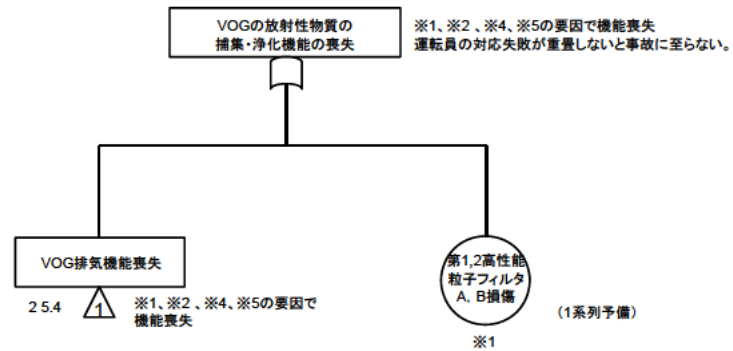 VOGの放射性物質の
捕集・浄化機能の喪失
※1、※2 、※4、※5の要因で機能喪失
運転員の対応失敗が重畳しないと事故に至らない。
VOG排気機能喪失
2 5.4
1
※1、※2 、※4、※5の要因で
機能喪失
第1,2高性能
粒子フィルタ
A, B損傷
（1系列予備）
※1